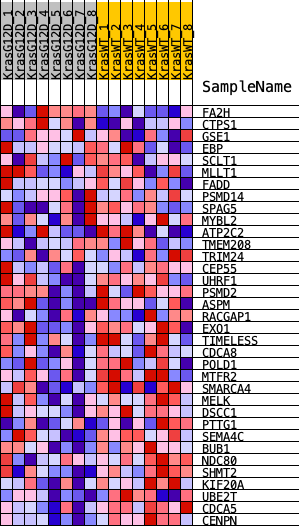 KrasG12D_1
KrasG12D_2
KrasG12D_3
KrasG12D_4
KrasG12D_5
KrasG12D_6
KrasG12D_7
KrasG12D_8
KrasWT_1
KrasWT_2
KrasWT_3
KrasWT_4
KrasWT_5
KrasWT_6
KrasWT_7
KrasWT_8
SampleName
FA2H
CTPS1
GSE1
EBP
SCLT1
MLLT1
FADD
PSMD14
SPAG5
MYBL2
ATP2C2
TMEM208
TRIM24
CEP55
UHRF1
PSMD2
ASPM
RACGAP1
EXO1
TIMELESS
CDCA8
POLD1
MTFR2
SMARCA4
MELK
DSCC1
PTTG1
SEMA4C
BUB1
NDC80
SHMT2
KIF20A
UBE2T
CDCA5
CENPN